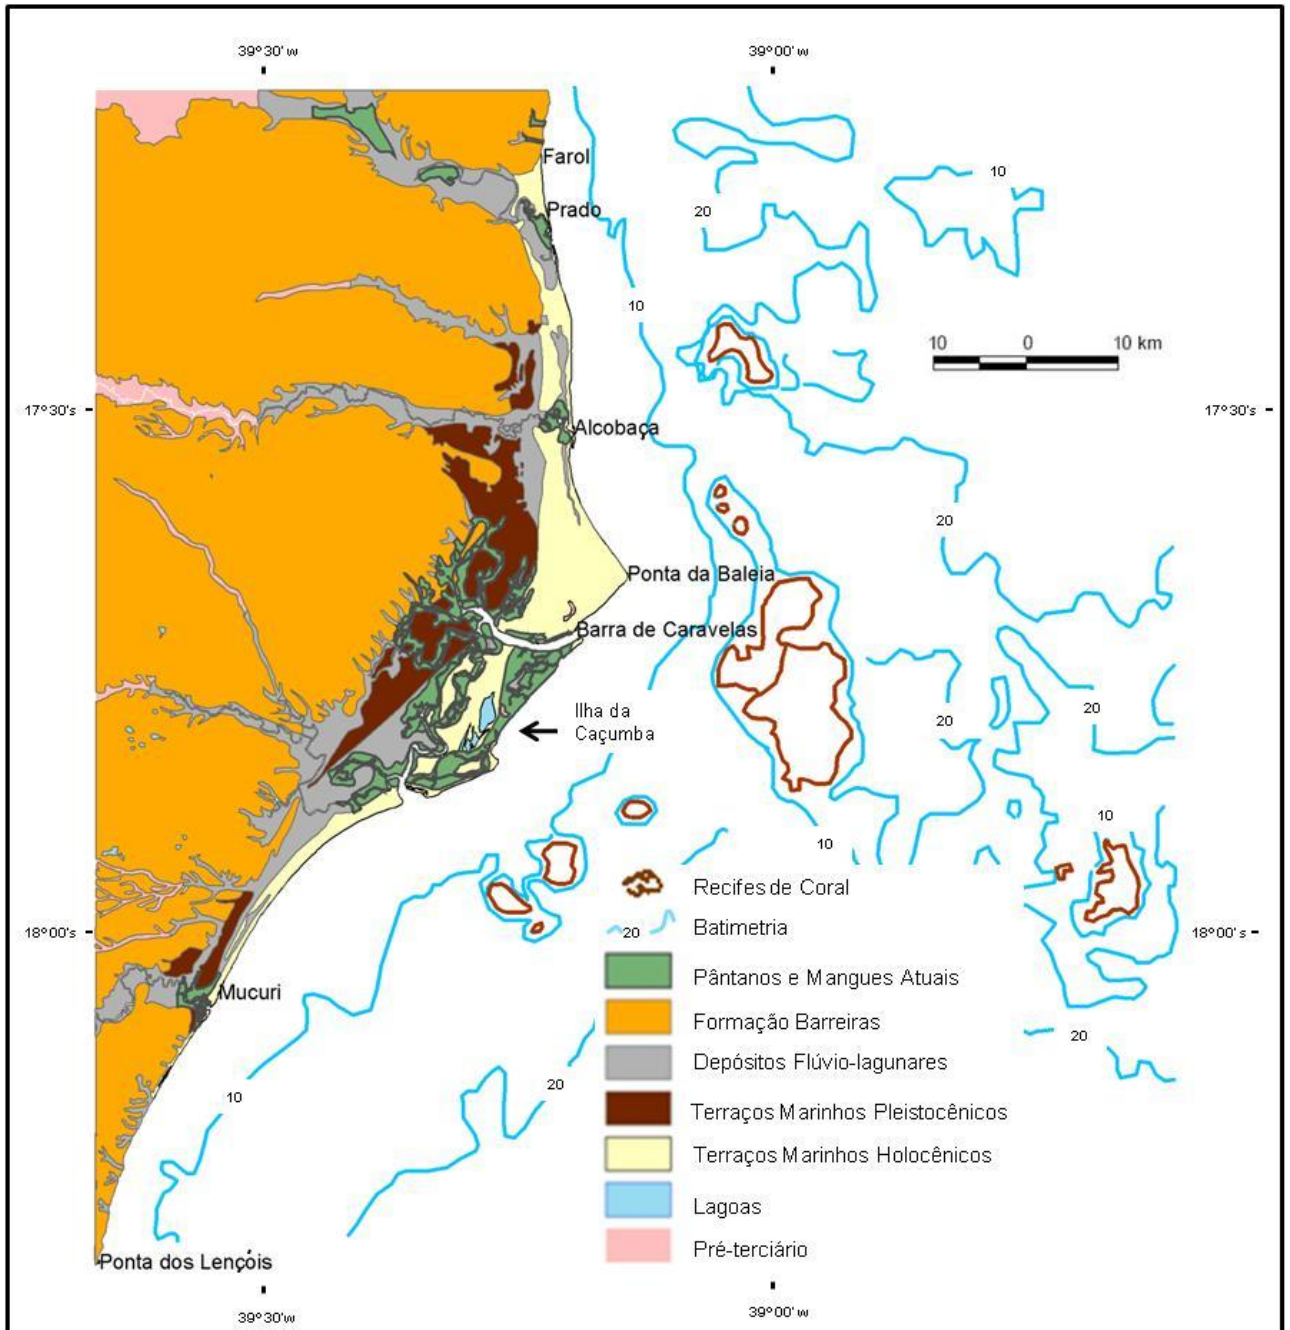 39°30' w
39°00' w
10
Farol
20
Prado
10
10 0 10 km
17°30's
17°30's
Alcobaça
20
Ponta da Baleia
Barra de Caravelas
Ilha da
Caçumba
20
20
10
10
Recifes de Coral
20
Batimetria
18°00's
18°00's
Pântanos e Mangues Atuais
Mucuri
Formação Barreiras
20
Depósitos Flúvio-lagunares
20
10
Terraços Marinhos Pleistocênicos
Terraços Marinhos Holocênicos
Lagoas
Pré-terciário
Ponta dos Lençóis
39°30' w
39°00' w